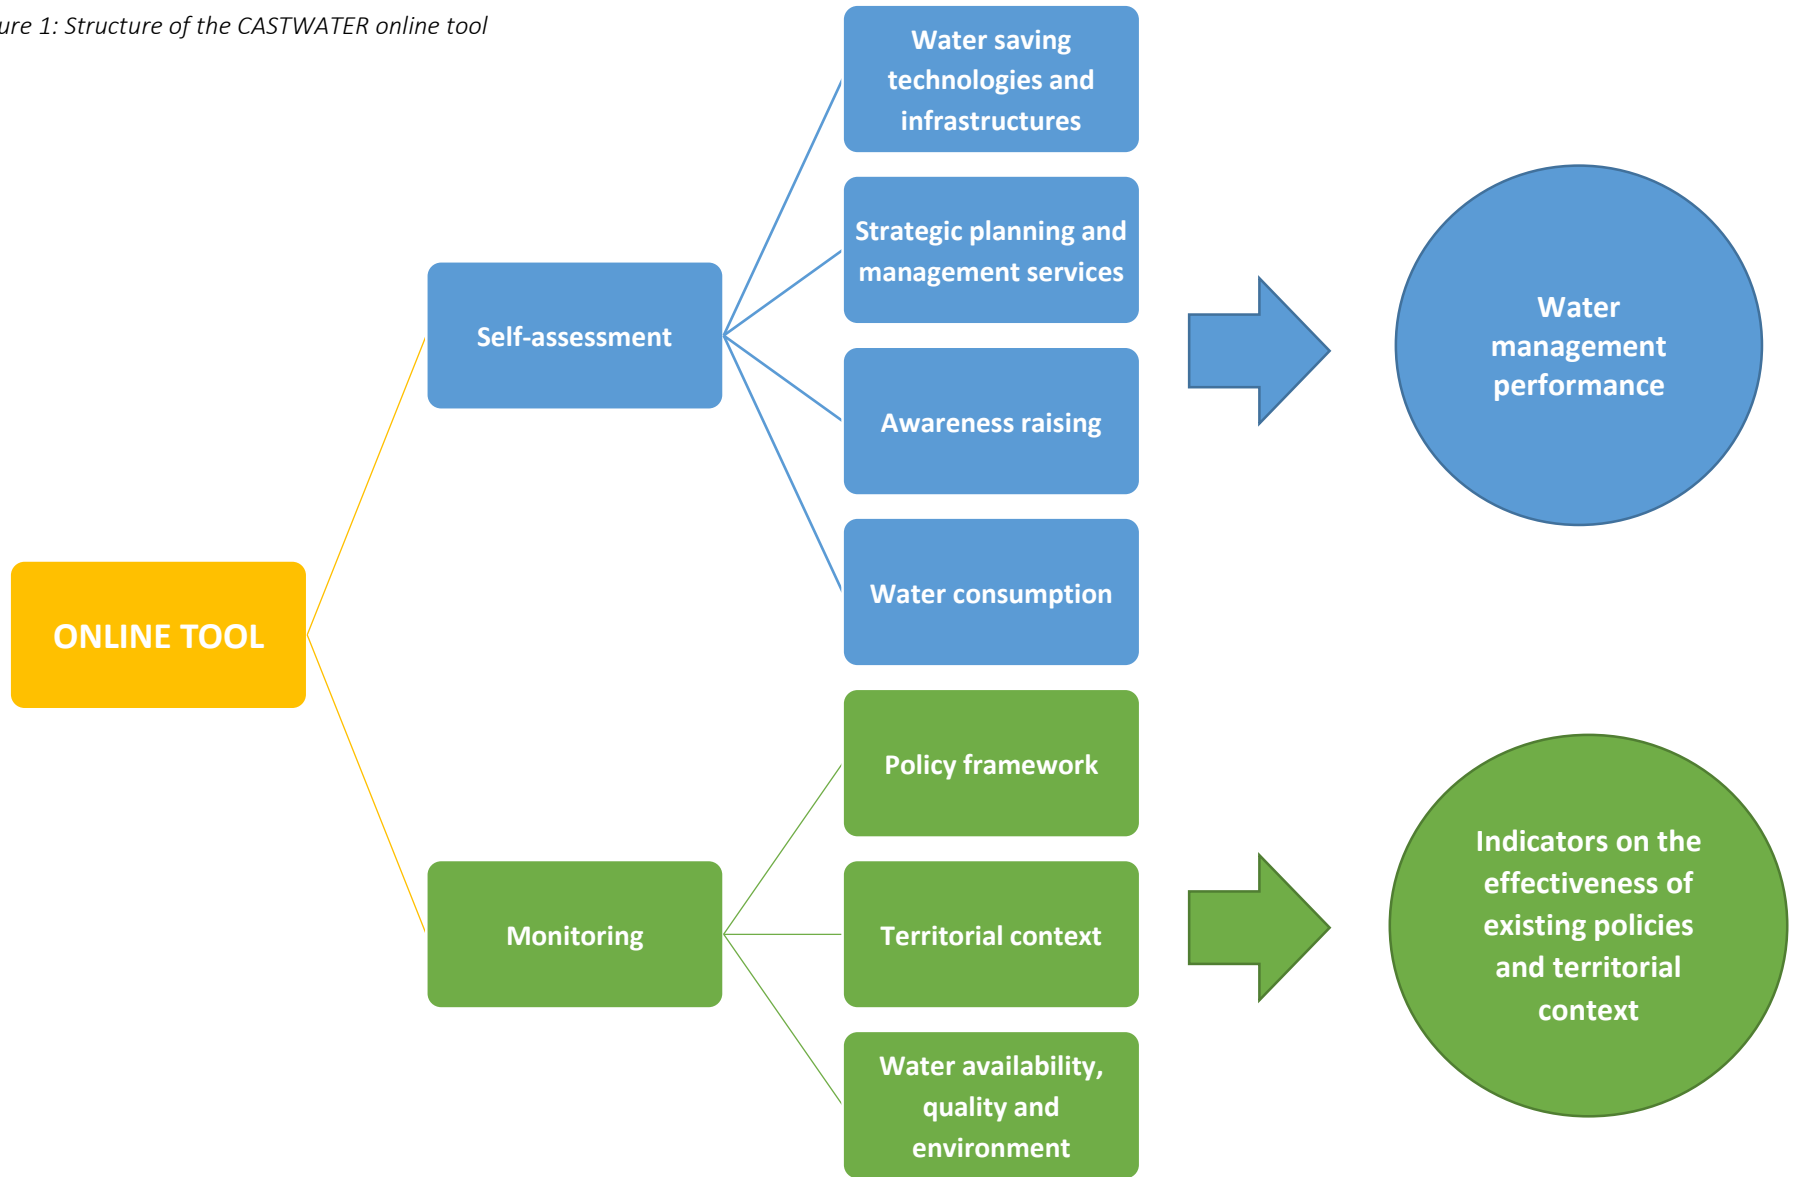 ure 1: Structure of the CASTWATER online tool
Water saving
technologies and
infrastructures
Strategic planning and
management services
Self-assessment
Awareness raising
Water consumption
Water
management
performance
ONLINE TOOL
Policy framework
Monitoring
Territorial context
Water availability,
quality and
environment
Indicators on the
effectiveness of
existing policies
and territorial
context